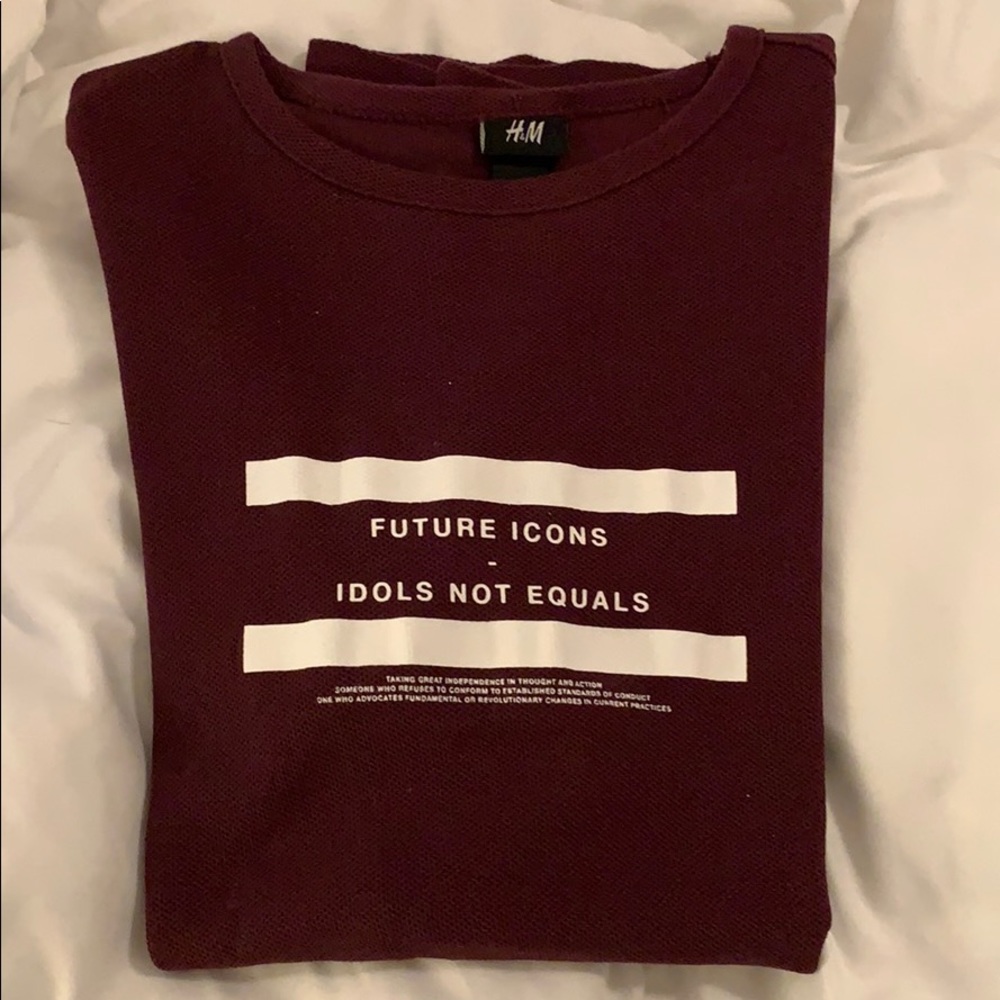 H&M
FUTURE ICONS
-
IDOLS NOT EQUALS
TAKING GREAT INDEPENDENCE IN THOUGHT AND ACTION
SOMEONE WHO REFUSES TO CONFORM TO ESTABLISHED STANDARDS OF CONDUCT
ONE WHO ADVOCATES FUNDAMENTAL OR REVOLUTIONARY CHANGES IN CURRENT PRACTICES